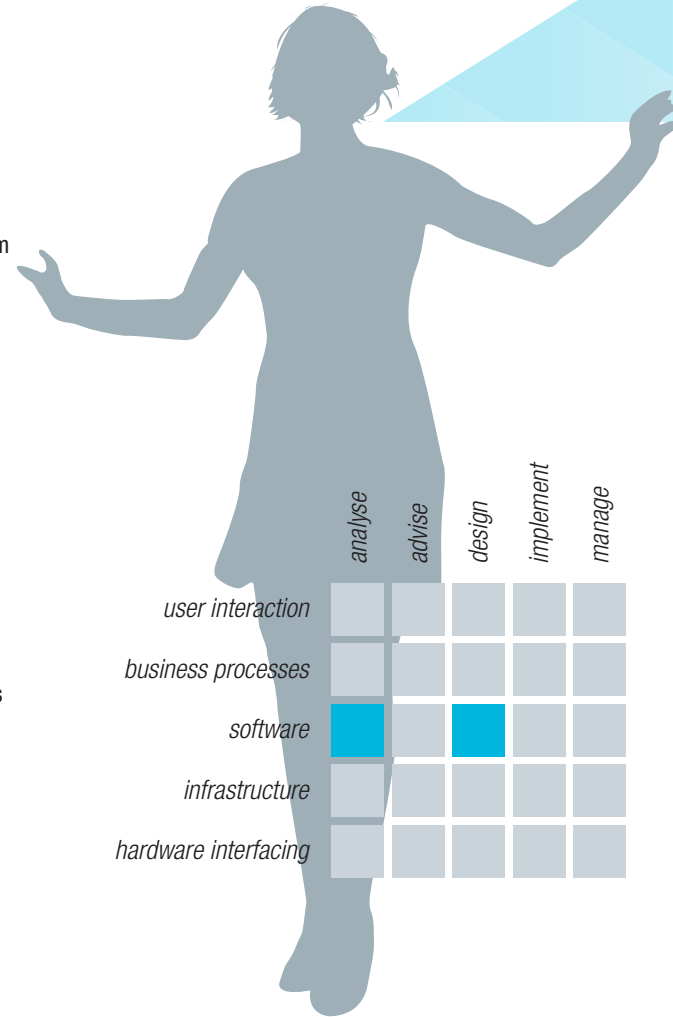 analyse
advise
design
implement
manage
user interaction
business processes
software
infrastructure
hardware interfacing